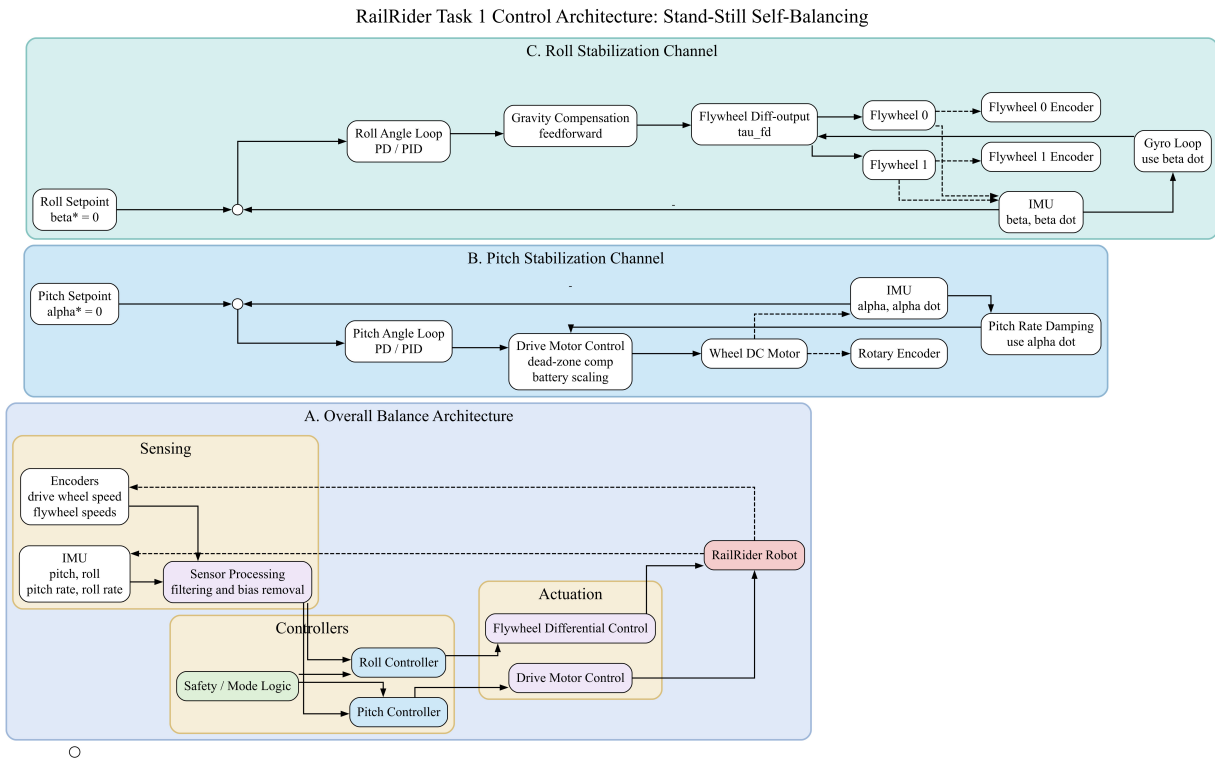 RailRider Task 1 Control Architecture: Stand-Still Self-Balancing
C. Roll Stabilization Channel
Roll Setpoint
beta* = 0
Roll Angle Loop
PD / PID
Gravity Compensation
feedforward
Flywheel Diff-output
tau_fd
Flywheel 0
Flywheel 1
Flywheel 0 Encoder
Flywheel 1 Encoder
Gyro Loop
use beta dot
IMU
beta, beta dot
-
B. Pitch Stabilization Channel
Pitch Setpoint
alpha* = 0
-
Pitch Angle Loop
PD / PID
Drive Motor Control
dead-zone comp
battery scaling
Wheel DC Motor
IMU
alpha, alpha dot
Rotary Encoder
Pitch Rate Damping
use alpha dot
A. Overall Balance Architecture
Sensing
Encoders
drive wheel speed
flywheel speeds
IMU
pitch, roll
pitch rate, roll rate
Sensor Processing
filtering and bias removal
Controllers
Safety / Mode Logic
Roll Controller
Pitch Controller
Actuation
Flywheel Differential Control
Drive Motor Control
RailRider Robot